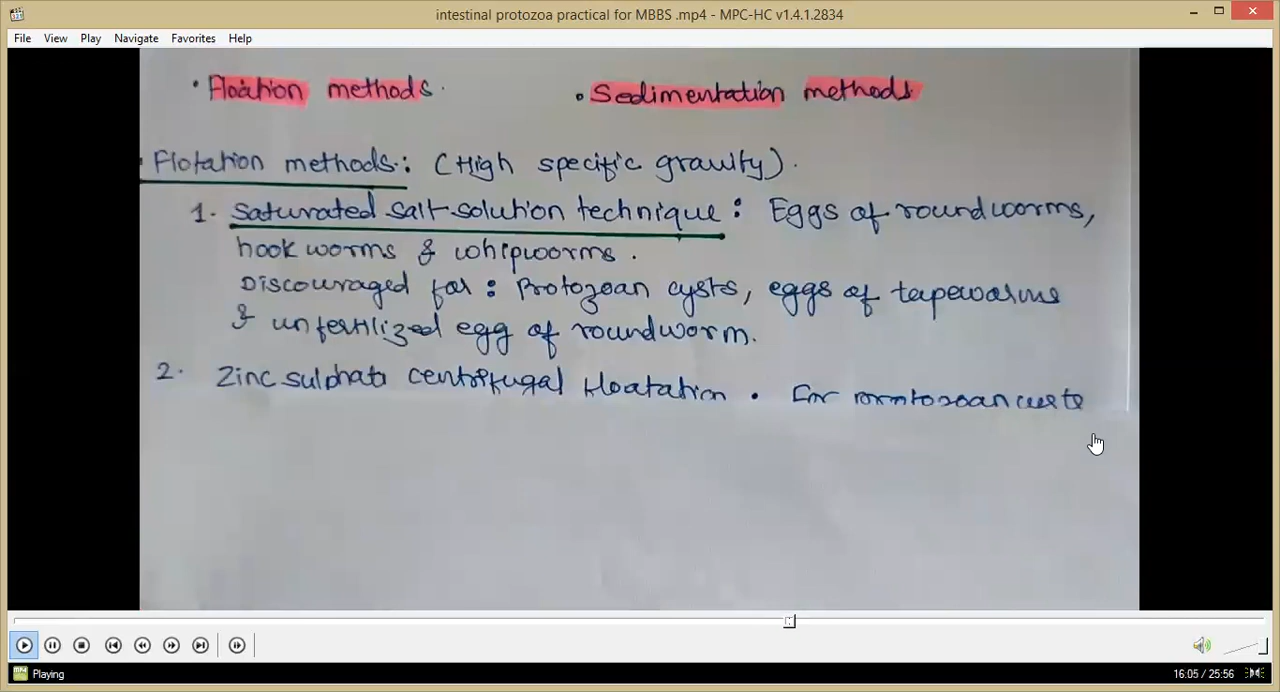 intestinal protozoa practical for MBBS .mp4 - MPC-HC v1.4.1.2834
File View Play Navigate Favorites Help
• Floation methods. • Sedimentation methods
• Flotation methods: (High specific gravity).
1. Saturated salt-solution technique: Eggs of roundworms,
hook worms & whipworms.
Discouraged for: Protozoan cysts, eggs of tapeworms
& unfertilized egg of roundworm.
2. Zinc sulphate centrifugal floatation. For protozoan cysts
Playing 16:05 / 25:56